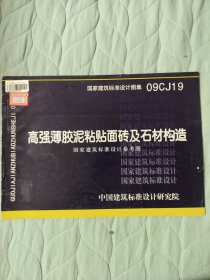 国家建筑标准设计图集 09CJ19
高强薄胶泥粘贴面砖及石材构造
国家建筑标准设计参考图
国家建筑标准设计
国家建筑标准设计
国家建筑标准设计
国家建筑标准设计
中国建筑标准设计研究院
GUOJIAJIANZHUBIAOZHUNSHEJI